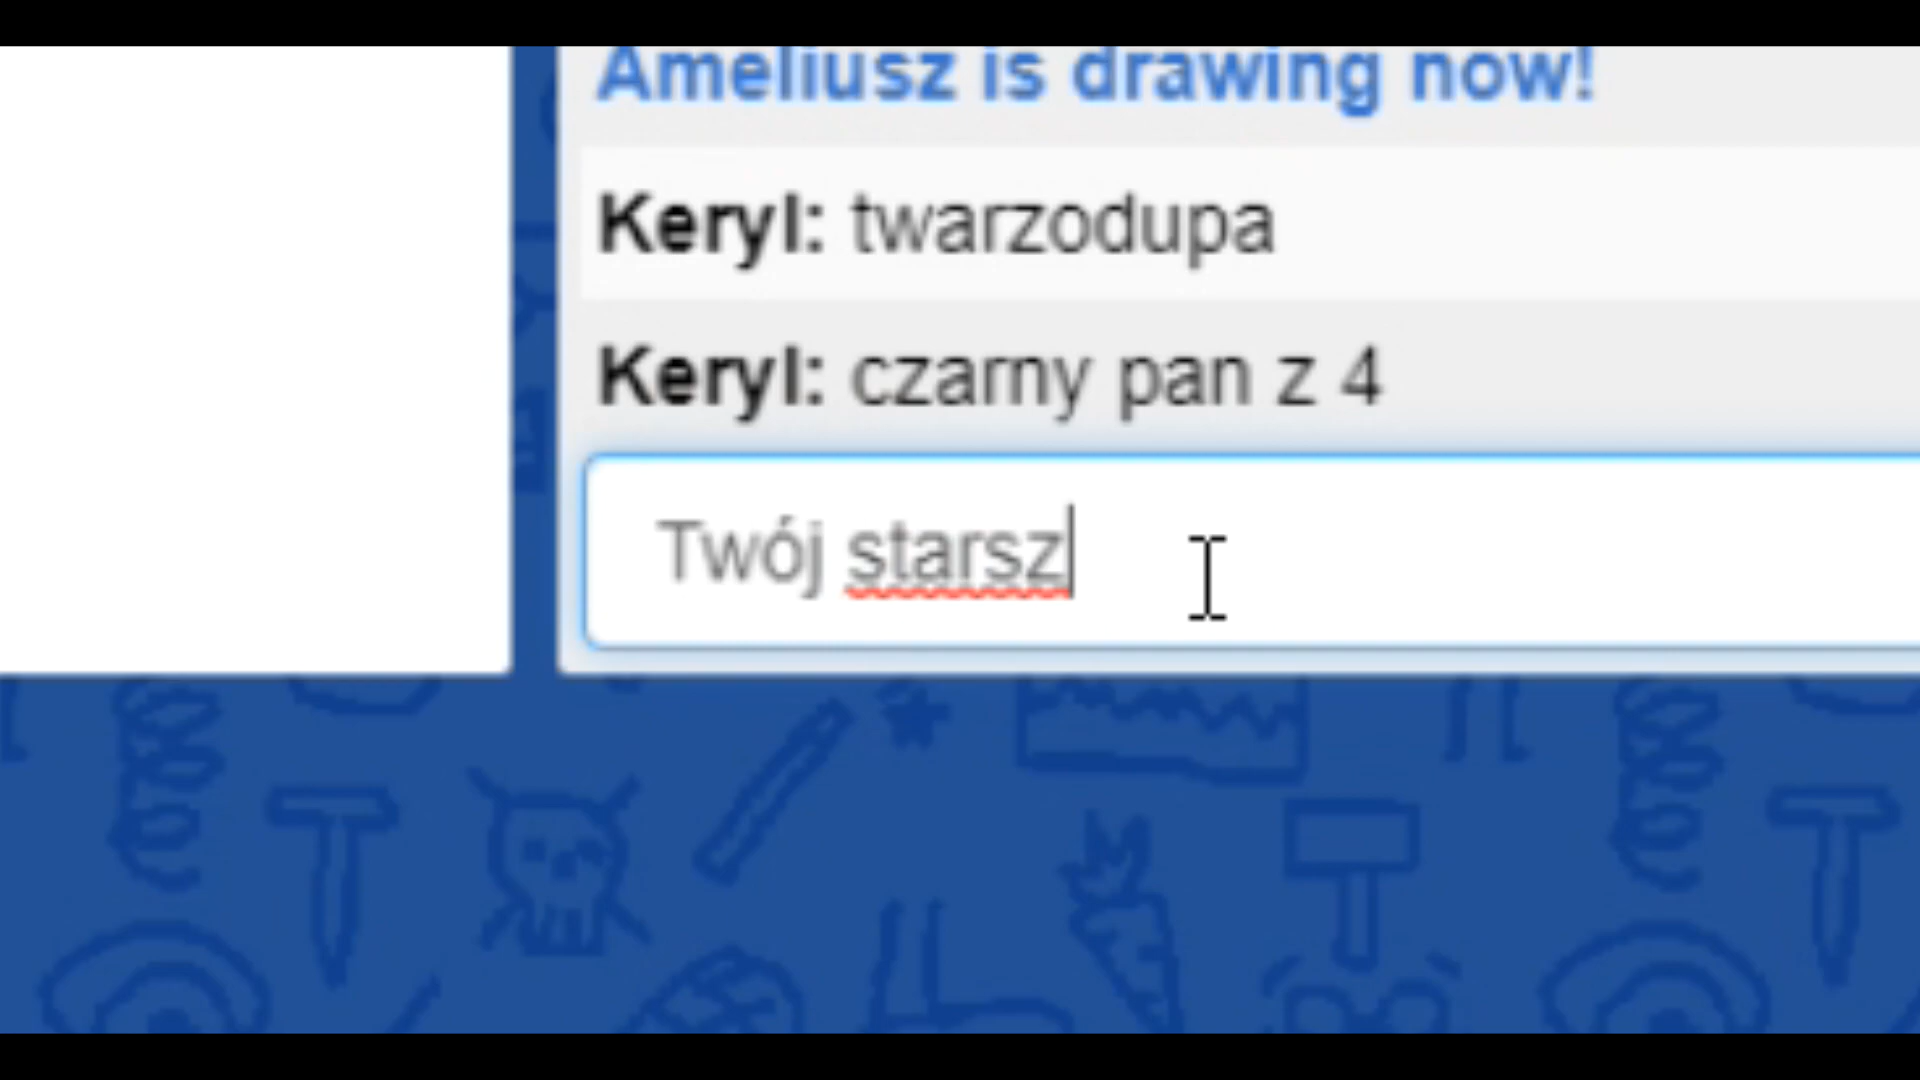 Ameliusz is drawing now!
Keryl: twarzodupa
Keryl: czarny pan z 4
Twój starsz